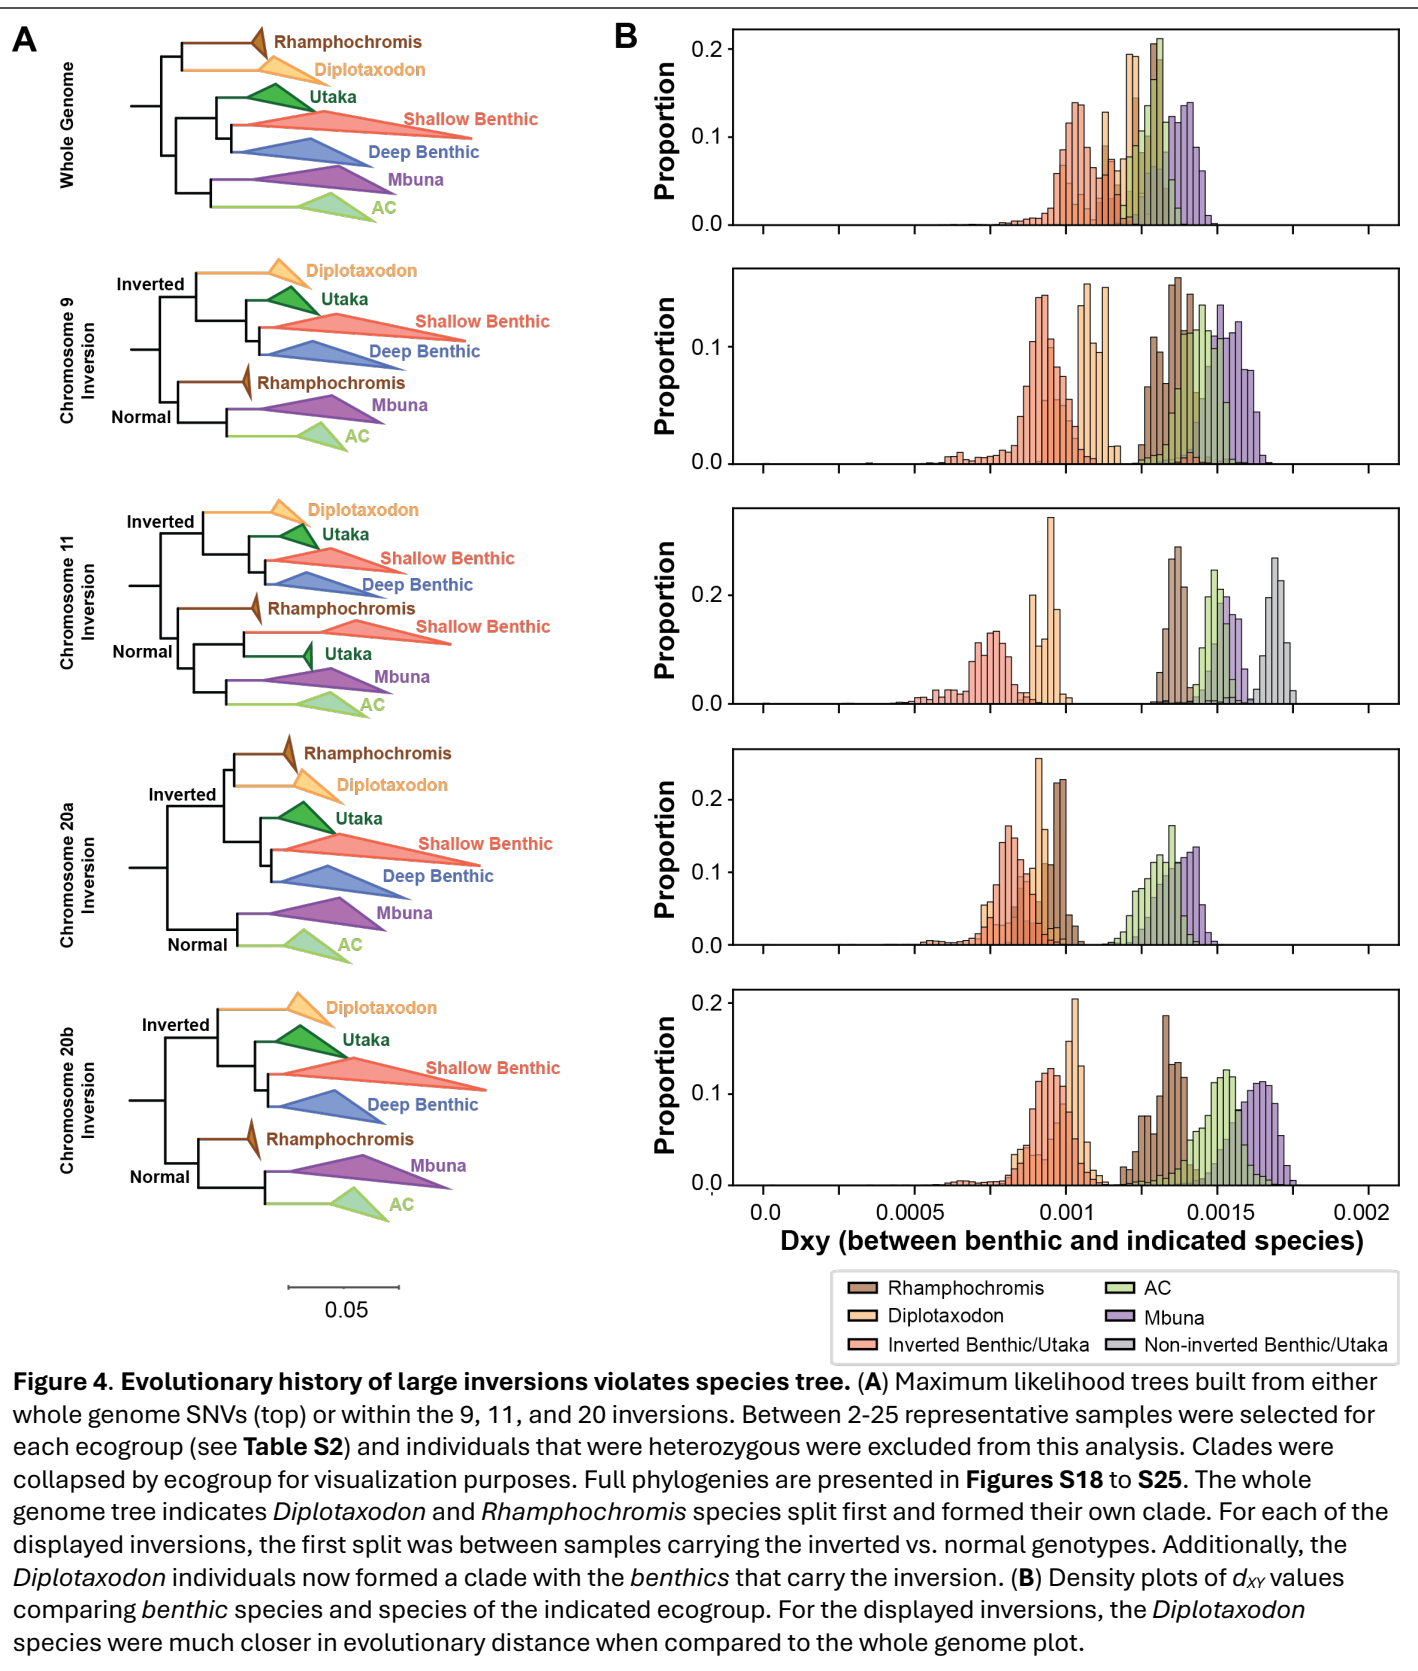 A
Whole Genome
Rhamphochromis
Diplotaxodon
Utaka
Shallow Benthic
Deep Benthic
Mbuna
AC
Chromosome 9
Inversion
Inverted
Normal
Diplotaxodon
Utaka
Shallow Benthic
Deep Benthic
Rhamphochromis
Mbuna
AC
Chromosome 11
Inversion
Inverted
Normal
Diplotaxodon
Utaka
Shallow Benthic
Deep Benthic
Rhamphochromis
Shallow Benthic
Utaka
Mbuna
AC
Chromosome 20a
Inversion
Inverted
Normal
Rhamphochromis
Diplotaxodon
Utaka
Shallow Benthic
Deep Benthic
Mbuna
AC
Chromosome 20b
Inversion
Inverted
Normal
Diplotaxodon
Utaka
Shallow Benthic
Deep Benthic
Rhamphochromis
Mbuna
AC
0.05
B
Proportion
0.2
0.1
0.0
Proportion
0.1
0.0
Proportion
0.2
0.0
Proportion
0.2
0.1
0.0
Proportion
0.2
0.1
0.0
0.0 0.0005 0.001 0.0015 0.002
Dxy (between benthic and indicated species)
Rhamphochromis
Diplotaxodon
Inverted Benthic/Utaka
AC
Mbuna
Non-inverted Benthic/Utaka
Figure 4. Evolutionary history of large inversions violates species tree. (A) Maximum likelihood trees built from either
whole genome SNVs (top) or within the 9, 11, and 20 inversions. Between 2-25 representative samples were selected for
each ecogroup (see Table S2) and individuals that were heterozygous were excluded from this analysis. Clades were
collapsed by ecogroup for visualization purposes. Full phylogenies are presented in Figures S18 to S25. The whole
genome tree indicates Diplotaxodon and Rhamphochromis species split first and formed their own clade. For each of the
displayed inversions, the first split was between samples carrying the inverted vs. normal genotypes. Additionally, the
Diplotaxodon individuals now formed a clade with the benthics that carry the inversion. (B) Density plots of dXY values
comparing benthic species and species of the indicated ecogroup. For the displayed inversions, the Diplotaxodon
species were much closer in evolutionary distance when compared to the whole genome plot.